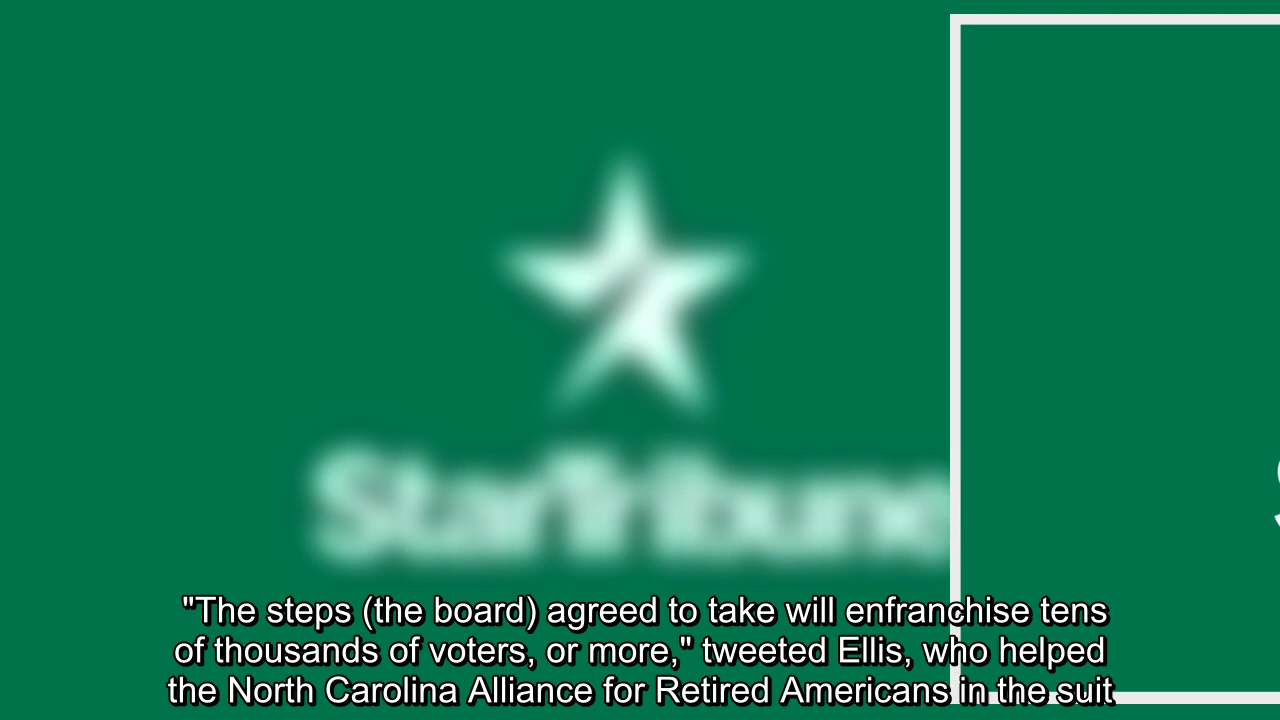 StarTribune
"The steps (the board) agreed to take will enfranchise tens
of thousands of voters, or more," tweeted Ellis, who helped
the North Carolina Alliance for Retired Americans in the suit